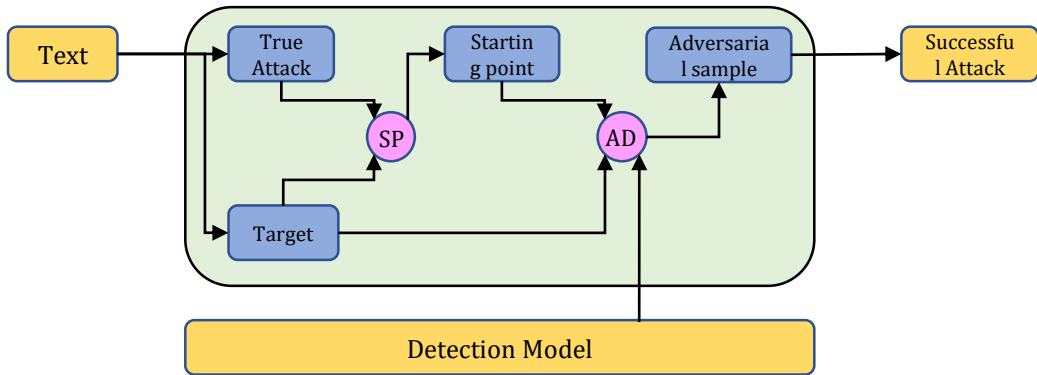 Text
True
Attack
Startin
g point
Adversaria
l sample
Successfu
l Attack
SP
AD
Target
Detection Model